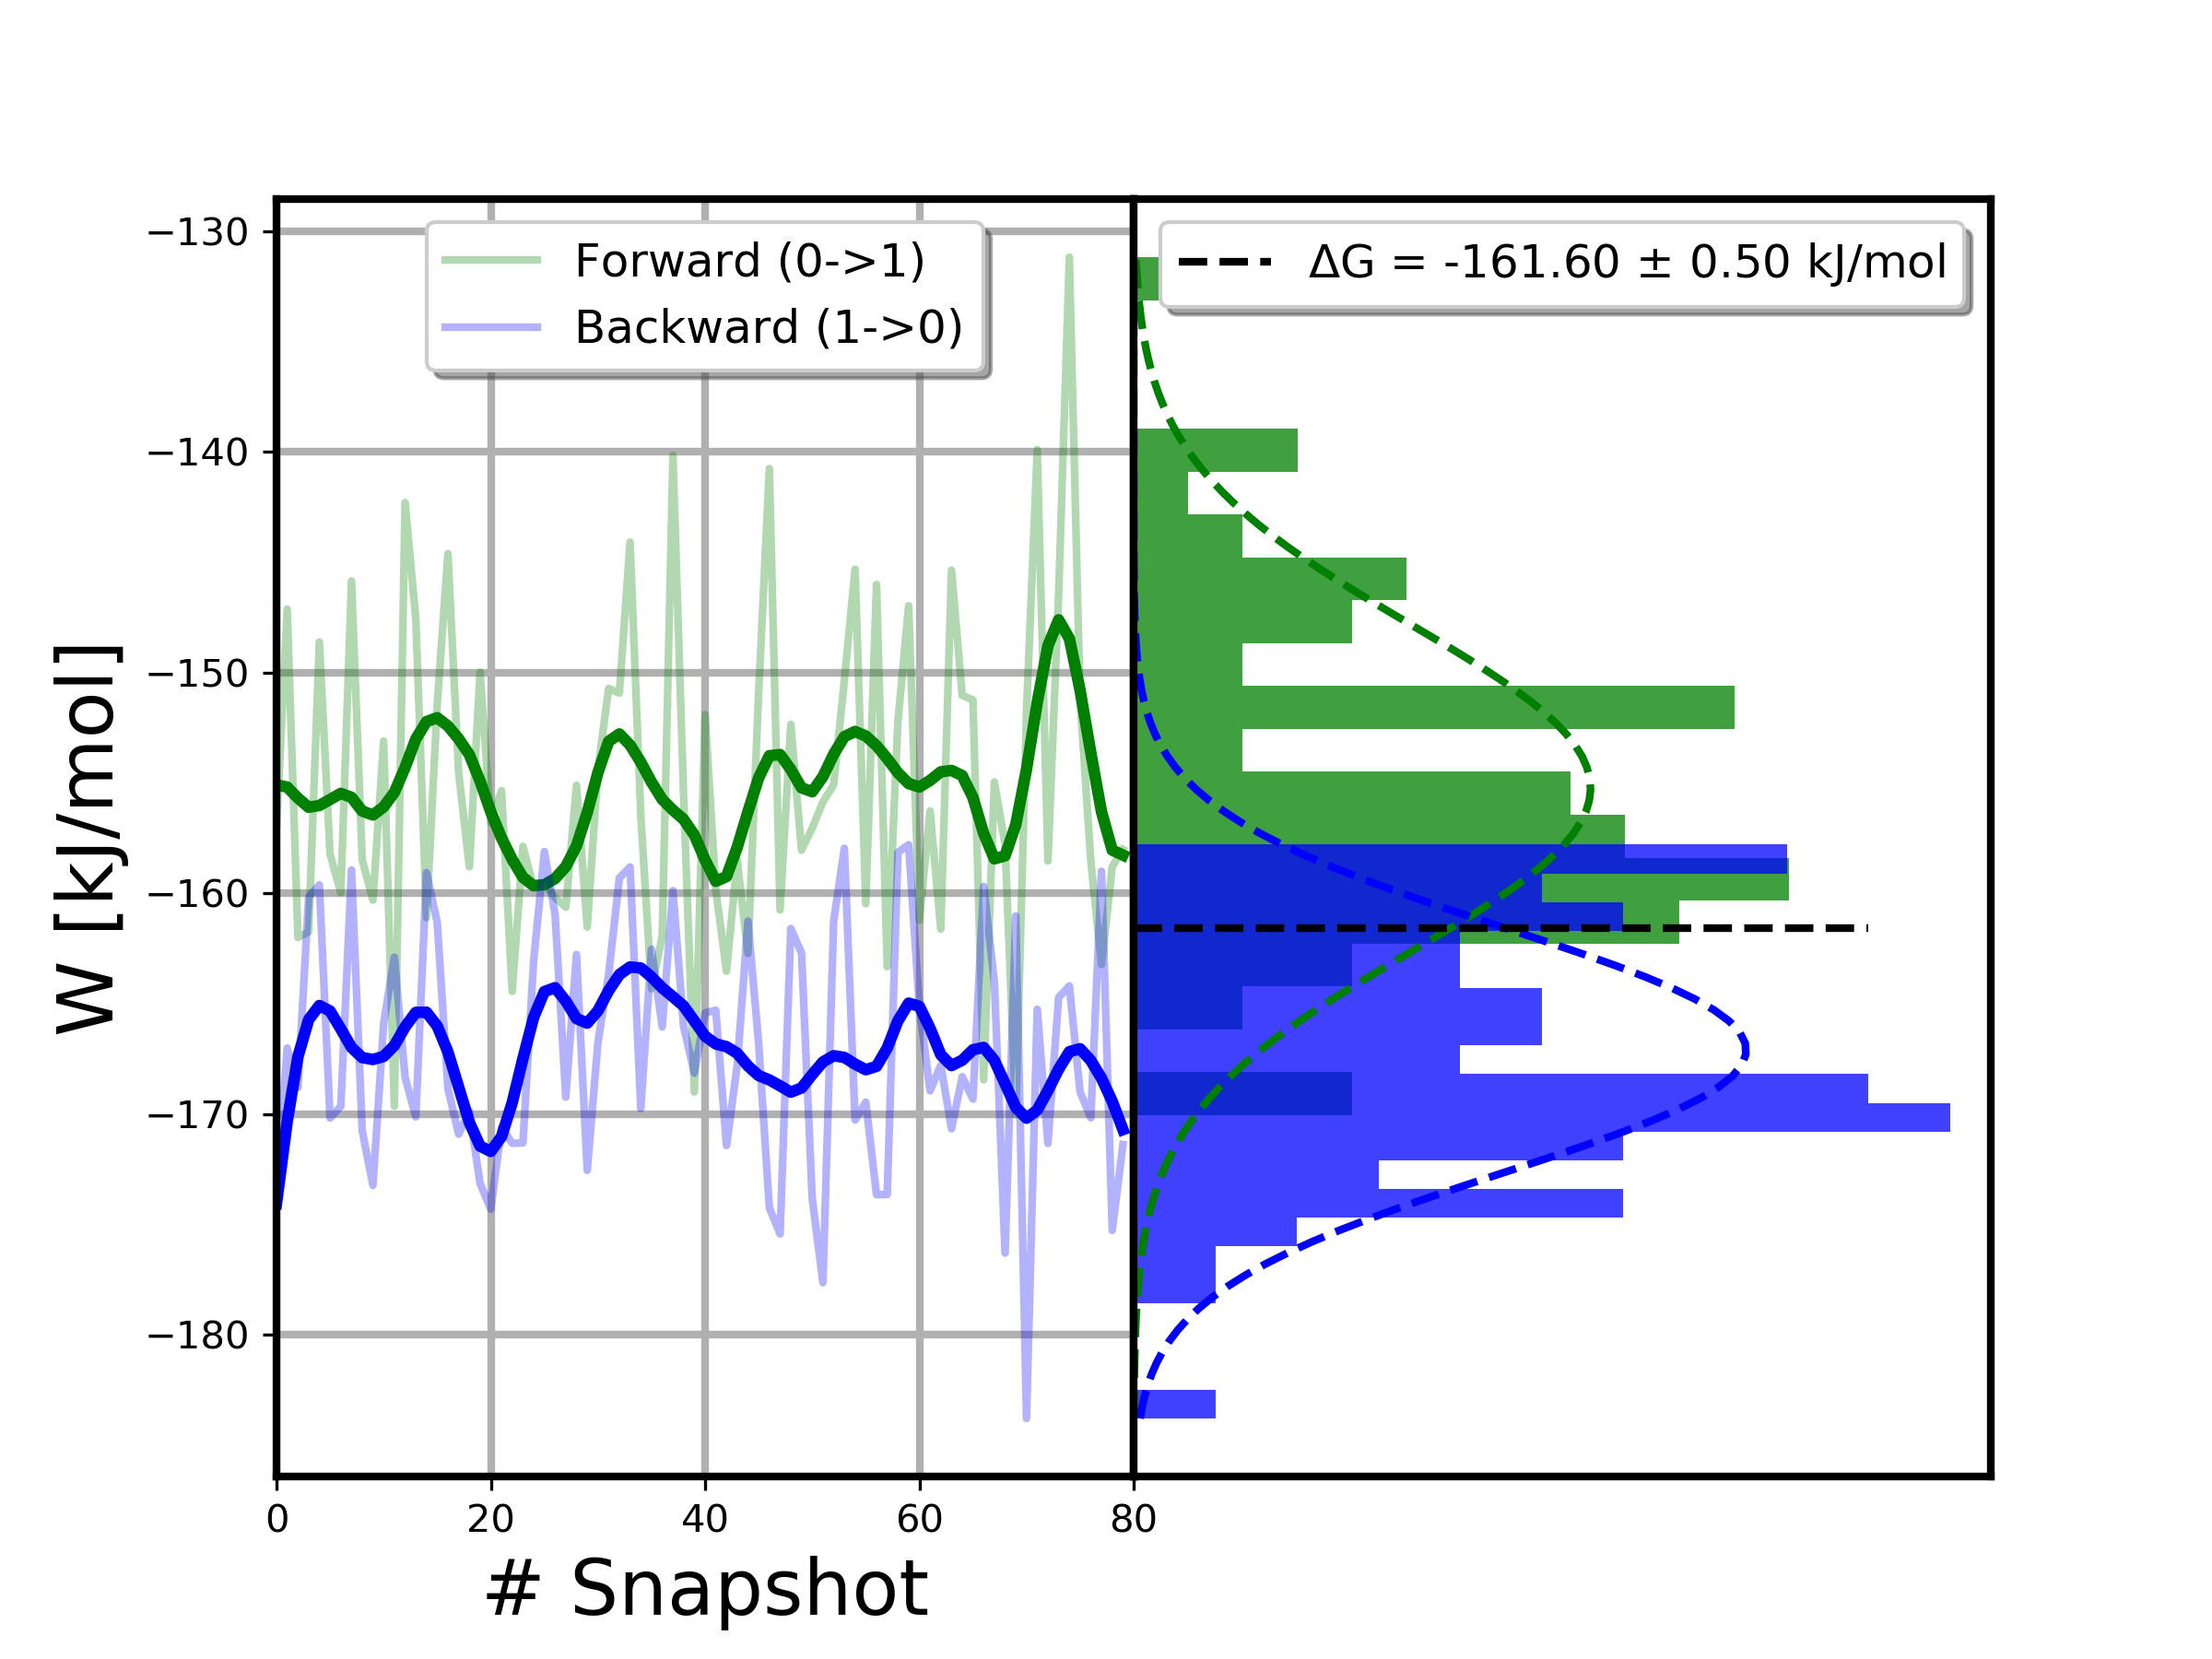 Forward (0->1)
Backward (1->0)
ΔG = -161.60 ± 0.50 kJ/mol
−130
−140
−150
−160
−170
−180
W [kJ/mol]
0 20 40 60 80
# Snapshot